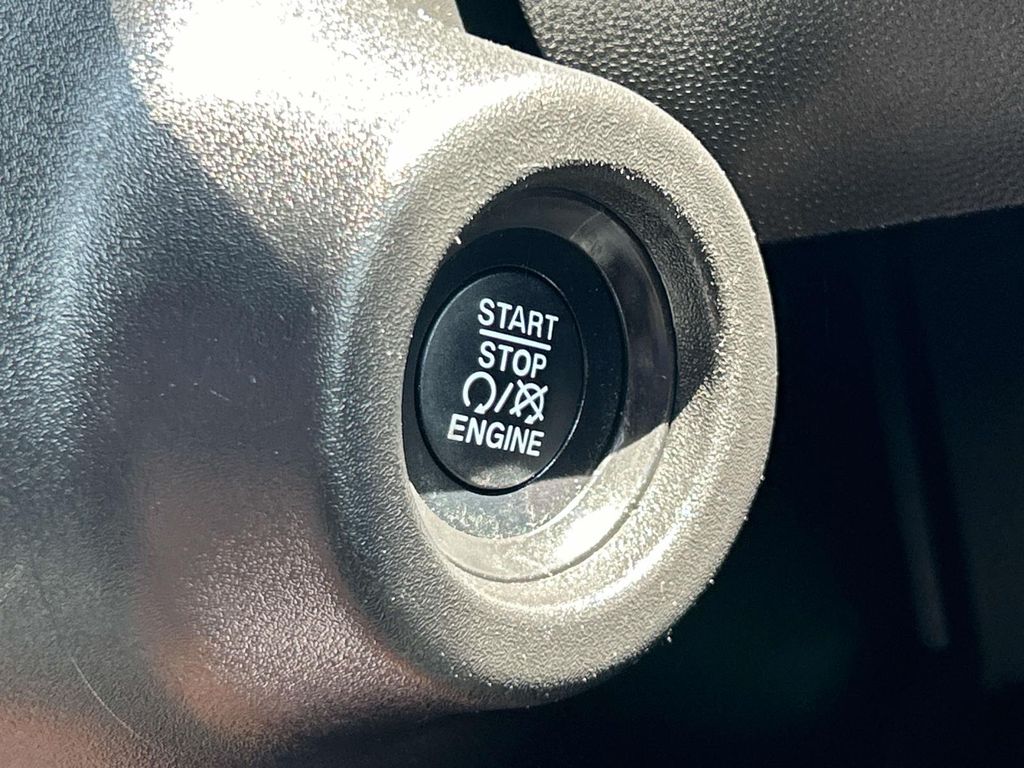 START
STOP
/
ENGINE